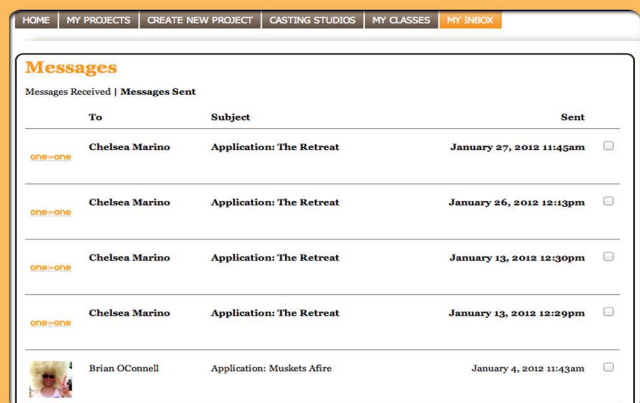 HOME MY PROJECTS CREATE NEW PROJECT CASTING STUDIOS MY CLASSES MY INBOX
Messages
Messages Received | Messages Sent
To Subject Sent
one on one Chelsea Marino Application: The Retreat January 27, 2012 11:45am
one on one Chelsea Marino Application: The Retreat January 26, 2012 12:13pm
one on one Chelsea Marino Application: The Retreat January 13, 2012 12:30pm
one on one Chelsea Marino Application: The Retreat January 13, 2012 12:29pm
Brian OConnell Application: Muskets Afire January 4, 2012 11:43am